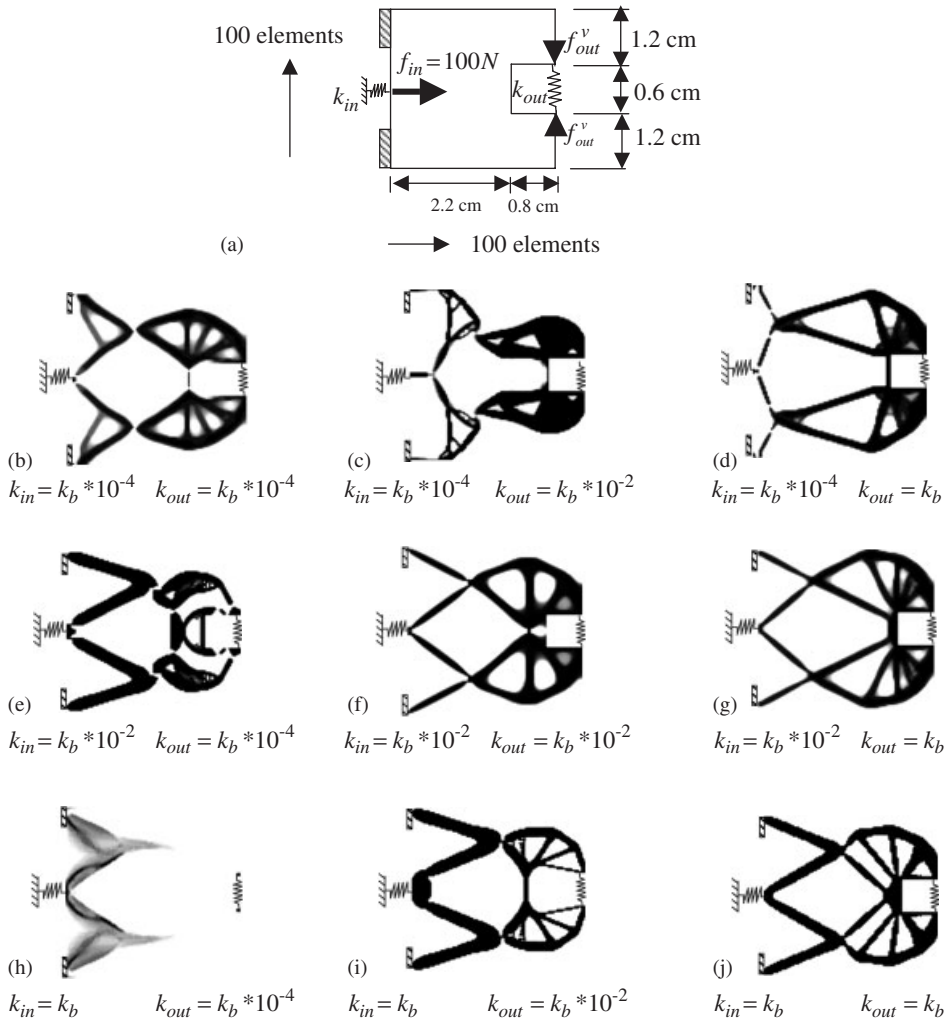 100 elements
f_in = 100N
k_in
k_out
f^v_out
f^v_out
1.2 cm
0.6 cm
1.2 cm
2.2 cm
0.8 cm
(a)
100 elements
(b)
k_in = k_b *10^-4 k_out = k_b *10^-4
(c)
k_in = k_b *10^-4 k_out = k_b *10^-2
(d)
k_in = k_b *10^-4 k_out = k_b
(e)
k_in = k_b *10^-2 k_out = k_b *10^-4
(f)
k_in = k_b *10^-2 k_out = k_b *10^-2
(g)
k_in = k_b *10^-2 k_out = k_b
(h)
k_in = k_b k_out = k_b *10^-4
(i)
k_in = k_b k_out = k_b *10^-2
(j)
k_in = k_b k_out = k_b